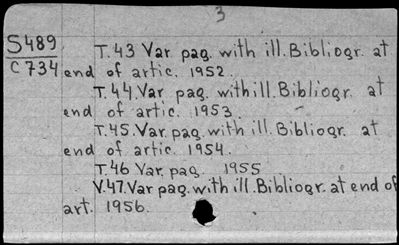 3
S489
C734
T.43 Var pag. with ill. Bibliogr. at
end of artic. 1952.
T.44 Var pag. with ill. Bibliogr. at
end of artic. 1953.
T.45. Var. pag. with ill. Bibliogr. at
end of artic. 1954.
T.46 Var. pag. 1955
V.47. Var pag. with ill. Bibliogr. at end of
art. 1956.